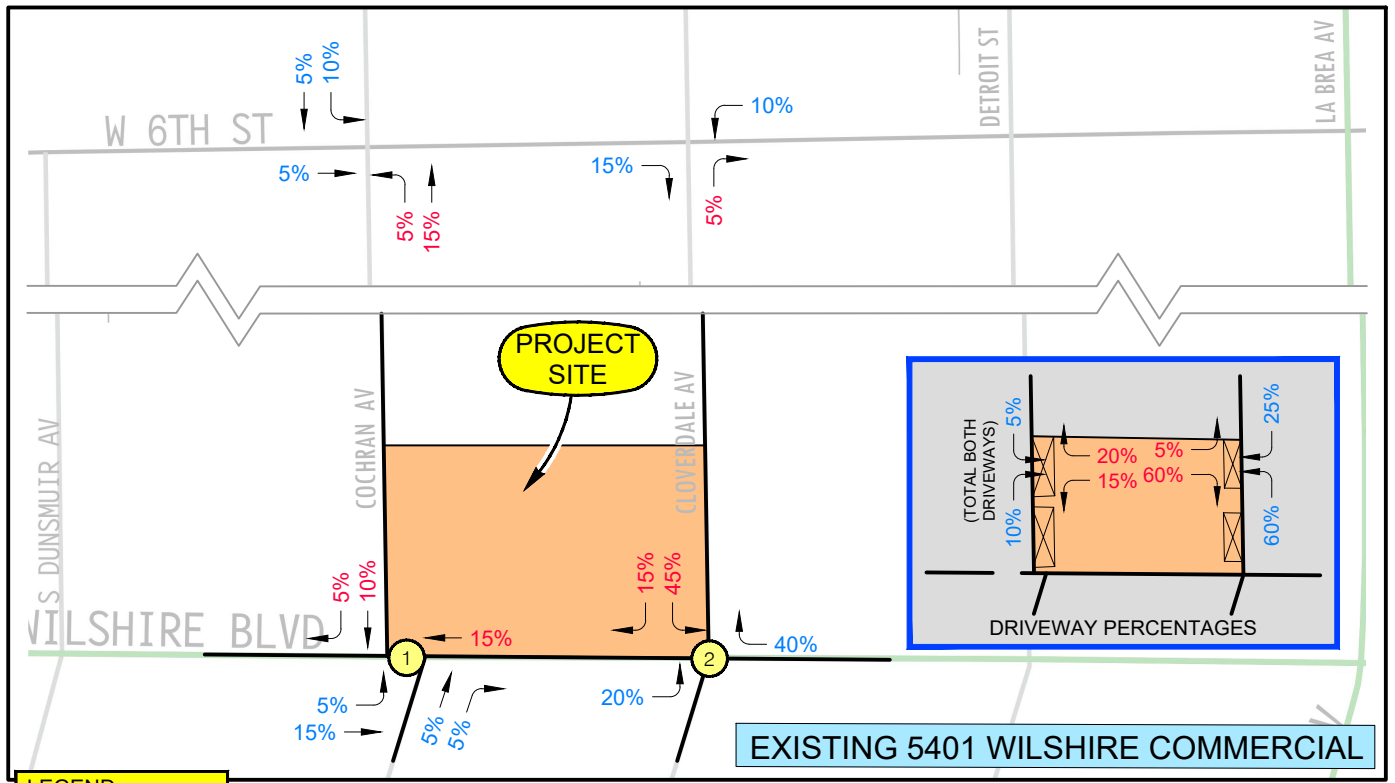 5%
10%
W 6TH ST
5%
5%
15%
10%
15%
5%
DETROIT ST
LA BREA AV
PROJECT
SITE
S DUNSMUIR AV
COCHRAN AV
CLOVERDALE AV
5%
10%
WILSHIRE BLVD
1
15%
15%
45%
2
40%
5%
15%
5%
5%
20%
(TOTAL BOTH
DRIVEWAYS)
5%
10%
20%
15%
5%
60%
25%
60%
DRIVEWAY PERCENTAGES
EXISTING 5401 WILSHIRE COMMERCIAL
LEGEND